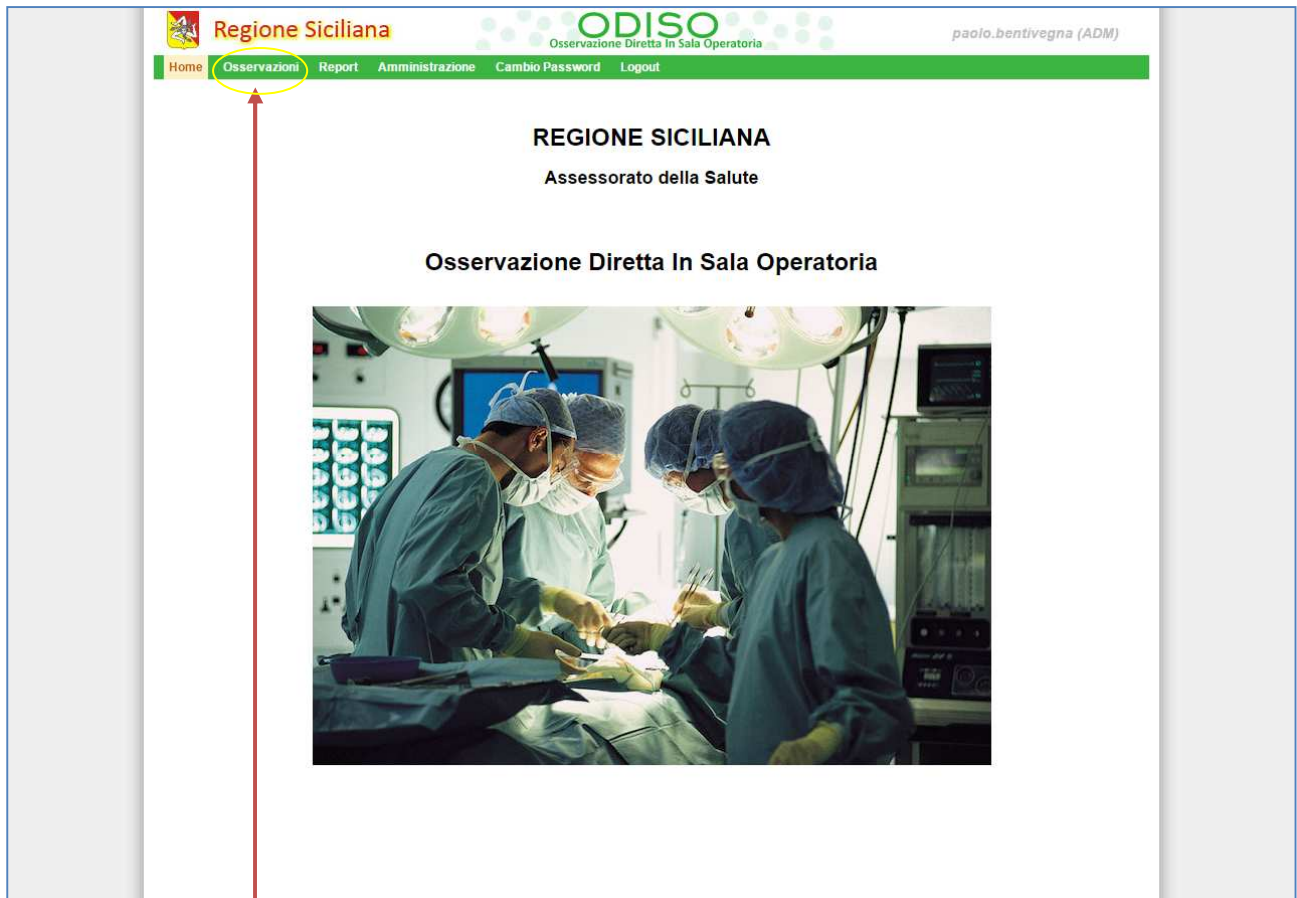 Regione Siciliana
ODISO
Osservazione Diretta In Sala Operatoria
paolo.bentivegna (ADM)
Home Osservazioni Report Amministrazione Cambio Password Logout
REGIONE SICILIANA
Assessorato della Salute
Osservazione Diretta In Sala Operatoria